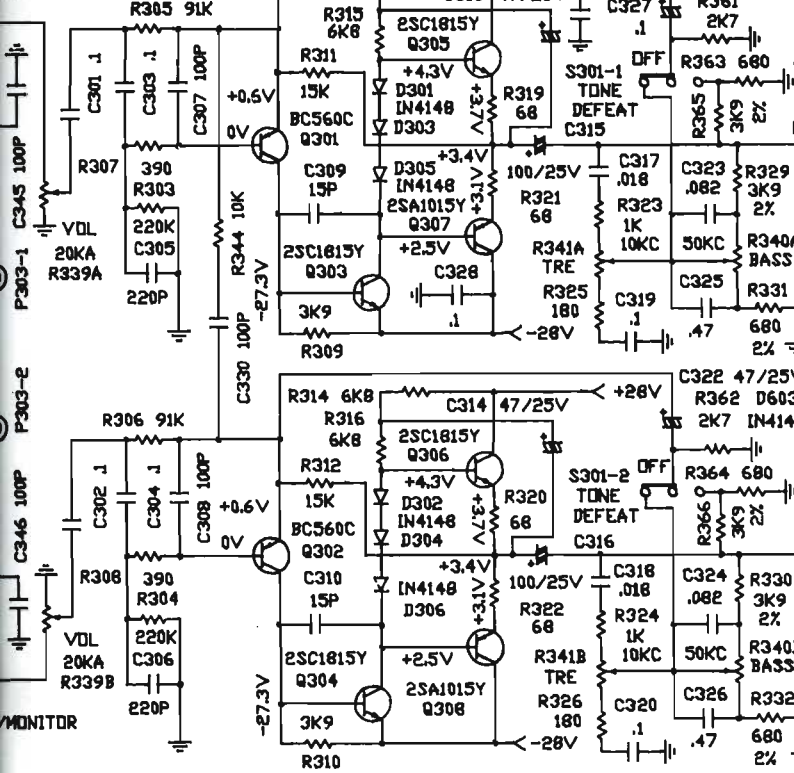 R305 91K
C301 .1
C303 .1
C307 100P
+0.6V
0V
R311
15K
BC560C
Q301
R307
390
R303
220K
C305
220P
C345 100P
VOL
20KA
R339A
P303-1
R344 10K
C330 100P
C309
15P
2SC1815Y
Q303
-27.3V
3K9
R309
R315
6K8
2SC1815Y
Q305
+4.3V
D301
IN4148
D303
+3.7V
R319
68
+3.4V
D305
IN4148
2SA1015Y
Q307
+3.1V
+2.5V
C328
.1
-28V
C315
100/25V
R321
68
C317
.018
R323
1K
10KC
R341A
TRE
R325
180
C319
.1
C327
.1
R361
2K7
OFF
S301-1
TONE
DEFEAT
R363 680
2%
R365
3K9
C323
.082
R329
3K9
2%
50KC
R340A
BASS
C325
.47
R331
680
2%
P303-2
R306 91K
C302 .1
C304 .1
C308 100P
+0.6V
0V
R312
15K
BC560C
Q302
R308
390
R304
220K
C306
220P
C346 100P
VOL
20KA
R339B
/MONITOR
C310
15P
2SC1815Y
Q304
-27.3V
3K9
R310
R314 6K8
R316
6K8
C314 47/25V
+28V
2SC1815Y
Q306
+4.3V
D302
IN4148
D304
+3.7V
R320
68
+3.4V
IN4148
D306
+3.1V
+2.5V
2SA1015Y
Q308
-28V
C316
100/25V
R322
68
C318
.018
R324
1K
10KC
R341B
TRE
R326
180
C320
.1
C322 47/25V
R362
2K7
D603
IN414
OFF
S301-2
TONE
DEFEAT
R364 680
2%
R366
3K9
C324
.082
R330
3K9
2%
50KC
R340
BASS
C326
.47
R332
680
2%